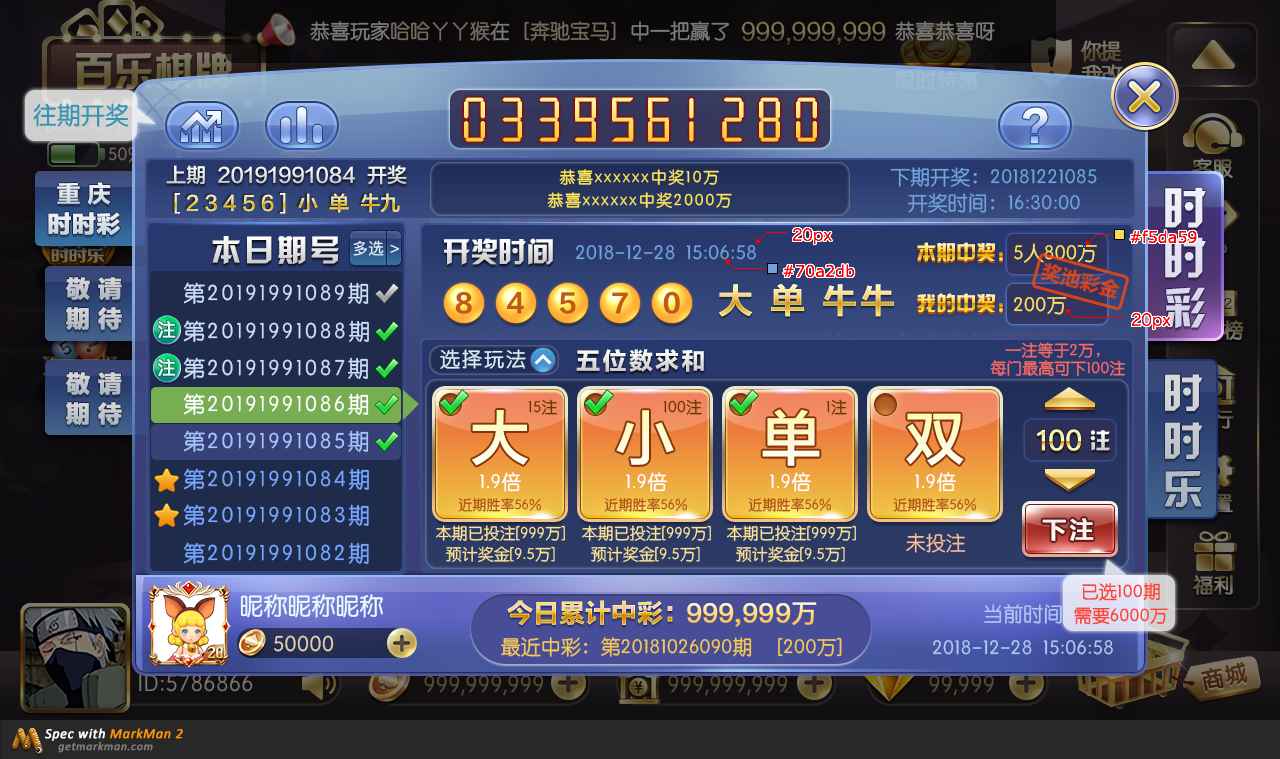 恭喜玩家哈哈丫丫猴在 [奔驰宝马] 中一把赢了 999,999,999 恭喜恭喜呀
百乐棋牌
限时特惠
你提
我改
往期开奖
0339561280
?
50%
客服
上期 20191991084 开奖
[23456] 小 单 牛九
恭喜xxxxxx中奖10万
恭喜xxxxxx中奖2000万
下期开奖：20181221085
开奖时间：16:30:00
重庆
时时彩
时时乐
敬请
期待
敬请
期待
时时彩
时时乐
本日期号
多选 >
第20191991089期
注 第20191991088期
注 第20191991087期
第20191991086期
第20191991085期
第20191991084期
第20191991083期
第20191991082期
开奖时间 2018-12-28 15:06:58
20px
#70a2db
8 4 5 7 0 大 单 牛牛
本期中奖：5人800万
#f5da59
奖池彩金
我的中奖：200万
20px
选择玩法
五位数求和
一注等于2万，
每门最高可下100注
15注
大
1.9倍
近期胜率56%
本期已投注[999万]
预计奖金[9.5万]
100注
小
1.9倍
近期胜率56%
本期已投注[999万]
预计奖金[9.5万]
1注
单
1.9倍
近期胜率56%
本期已投注[999万]
预计奖金[9.5万]
双
1.9倍
近期胜率56%
未投注
100 注
下注
已选100期
需要6000万
榜
福利
昵称昵称昵称
20
50000
今日累计中彩：999,999万
最近中彩：第20181026090期 [200万]
当前时间
2018-12-28 15:06:58
ID:5786866
999,999,999
999,999,999
99,999
商城
Spec with MarkMan 2
getmarkman.com